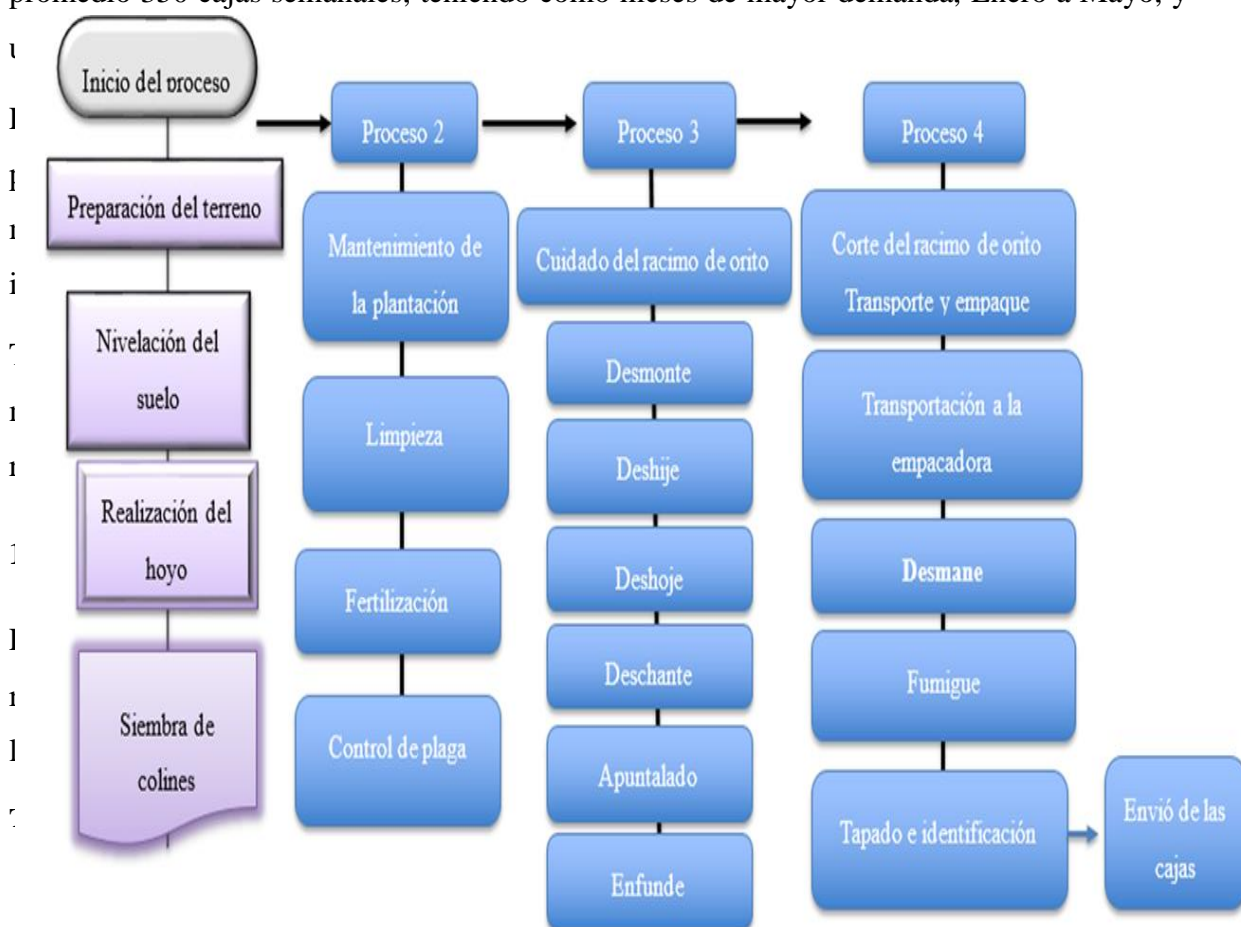 promedio 350 cajas semanales, teniendo como meses de mayor demanda, Enero a Mayo, y
Inicio del proceso
Preparación del terreno
Nivelación del
suelo
Realización del
hoyo
Siembra de
colines
Proceso 2
Mantenimiento de
la plantación
Limpieza
Fertilización
Control de plaga
Proceso 3
Cuidado del racimo de orito
Desmonte
Deshije
Deshoje
Deschante
Apuntalado
Enfunde
Proceso 4
Corte del racimo de orito
Transporte y empaque
Transportación a la
empacadora
Desmane
Fumigue
Tapado e identificación
Envió de las
cajas